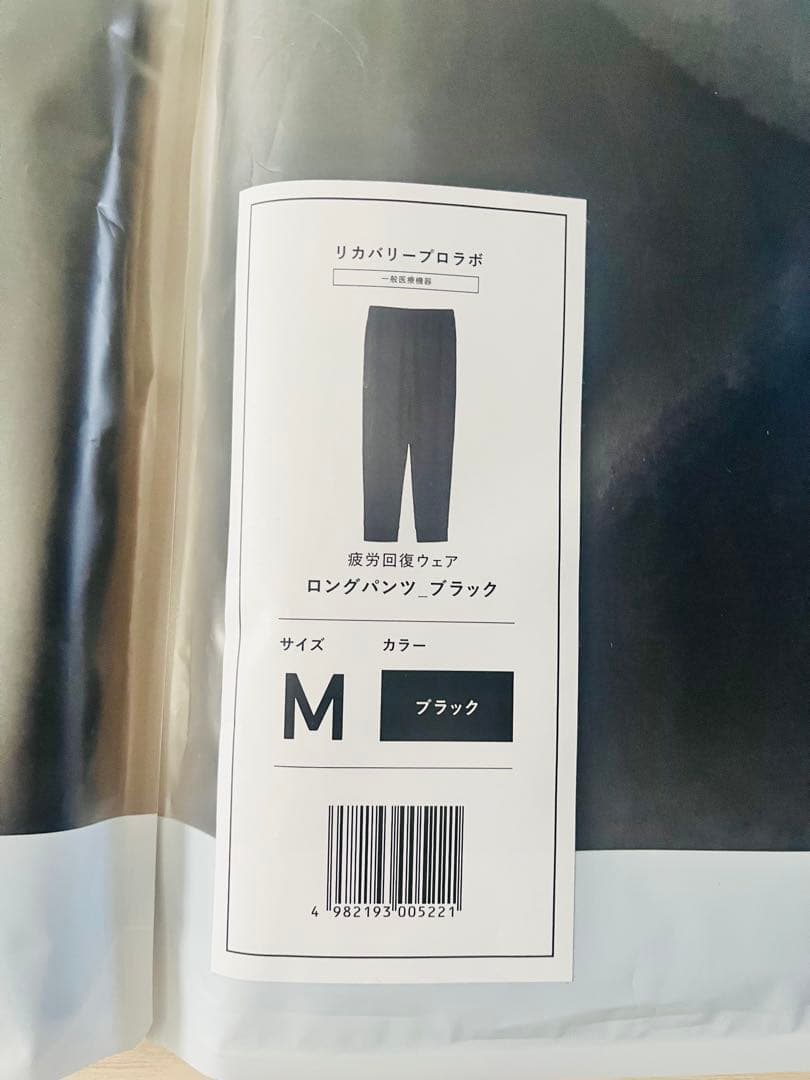 リカバリープロラボ
一般医療機器
疲労回復ウェア
ロングパンツ_ブラック
サイズ カラー
M ブラック
4 982193 005221